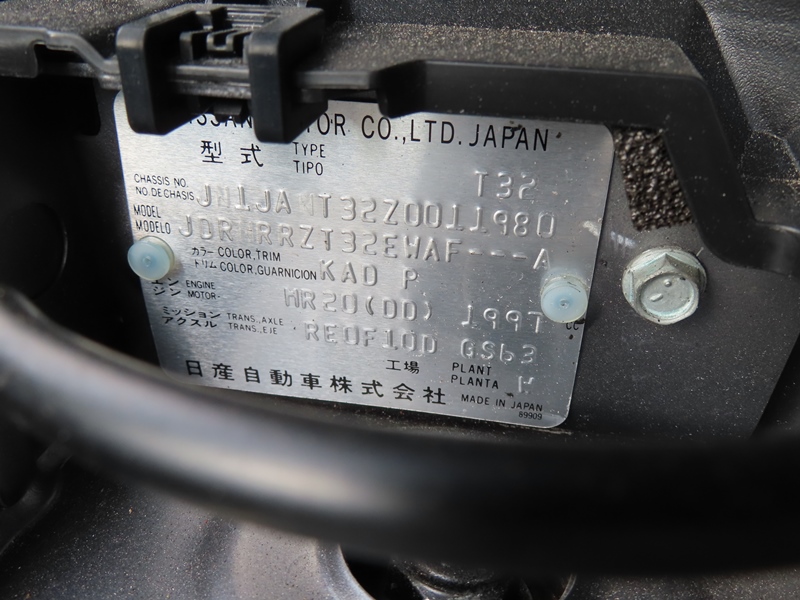 CO.,LTD. JAPAN
型式 TYPE TIPO T32
CHASSIS NO. NO. DE CHASIS JN1JANT32Z0011980
MODEL MODELO
カラー COLOR,TRIM トリム COLOR,GUARNICION KAD P
エンジン ENGINE MOTOR MR20(DD) 1997 CC
ミッション アクスル TRANS.,AXLE TRANS.,EJE RE0F10D GS63
工場 PLANT PLANTA
日産自動車株式会社
MADE IN JAPAN
89909